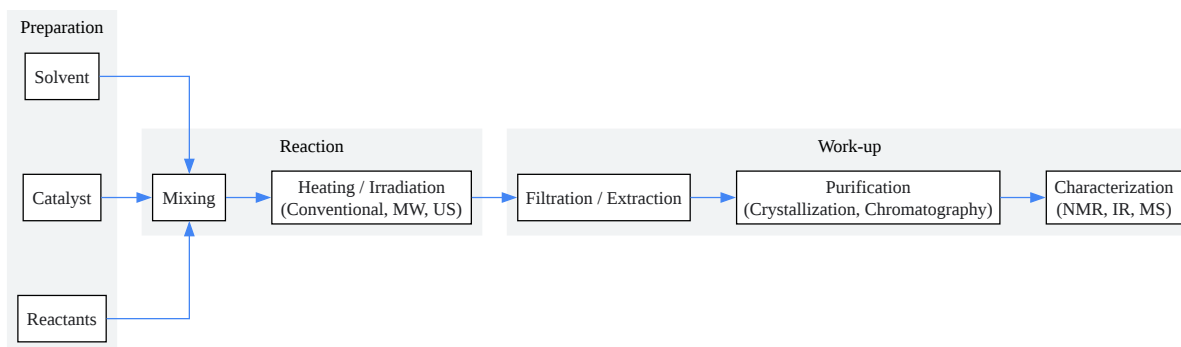 Preparation
Solvent
Catalyst
Reactants
Reaction
Mixing
Heating / Irradiation
(Conventional, MW, US)
Work-up
Filtration / Extraction
Purification
(Crystallization, Chromatography)
Characterization
(NMR, IR, MS)